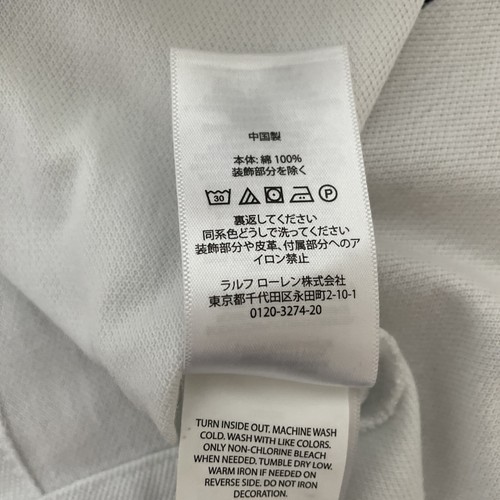 中国製
本体: 綿 100%
装飾部分を除く
30 P
裏返してください
同系色どうしで洗ってください
装飾部分や皮革、付属部分へのア
イロン禁止
ラルフ ローレン株式会社
東京都千代田区永田町2-10-1
0120-3274-20
TURN INSIDE OUT. MACHINE WASH
COLD. WASH WITH LIKE COLORS.
ONLY NON-CHLORINE BLEACH
WHEN NEEDED. TUMBLE DRY LOW.
WARM IRON IF NEEDED ON
REVERSE SIDE. DO NOT IRON
DECORATION.